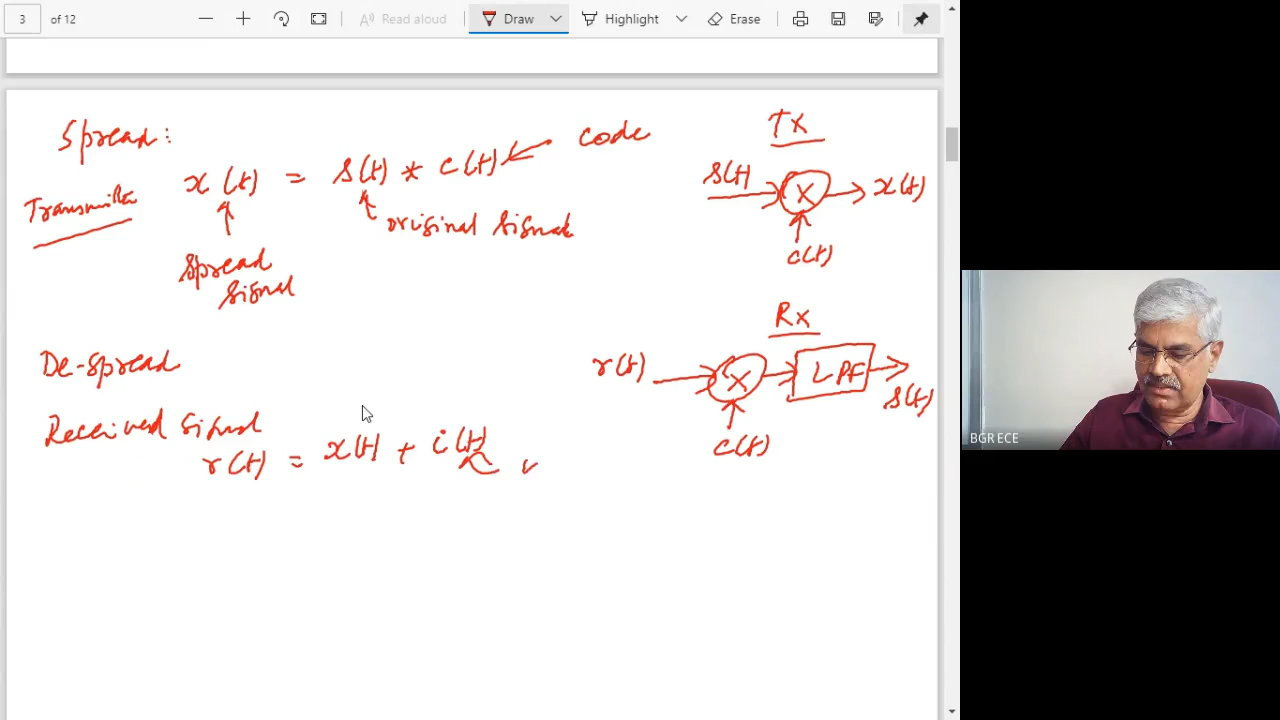 3 of 12
Read aloud
Draw
Highlight
Erase
Spread:
Transmitter
x(t) = s(t) * c(t)
code
original signal
spread
signal
Tx
s(t)
X
x(t)
c(t)
De-spread
Received signal
r(t) = x(t) + i(t)
Rx
r(t)
X
LPF
s(t)
c(t)
BGR ECE